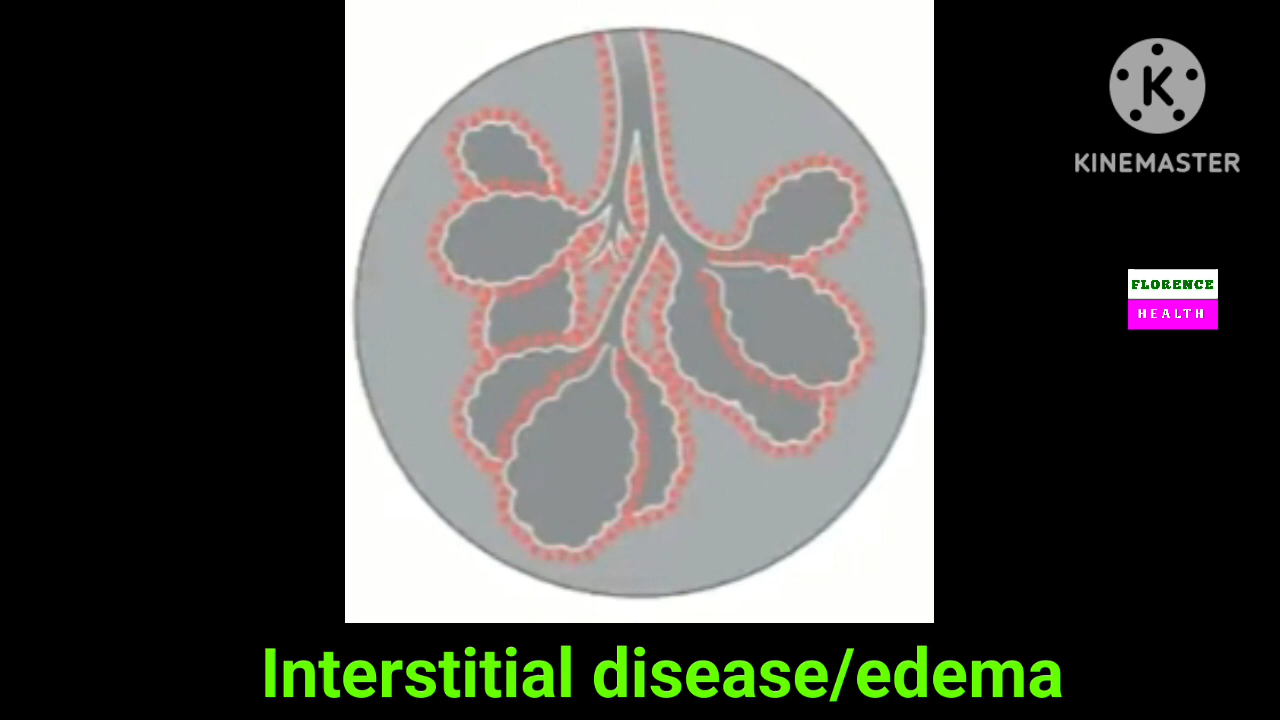 K
KINEMASTER
FLORENCE
HEALTH
Interstitial disease/edema